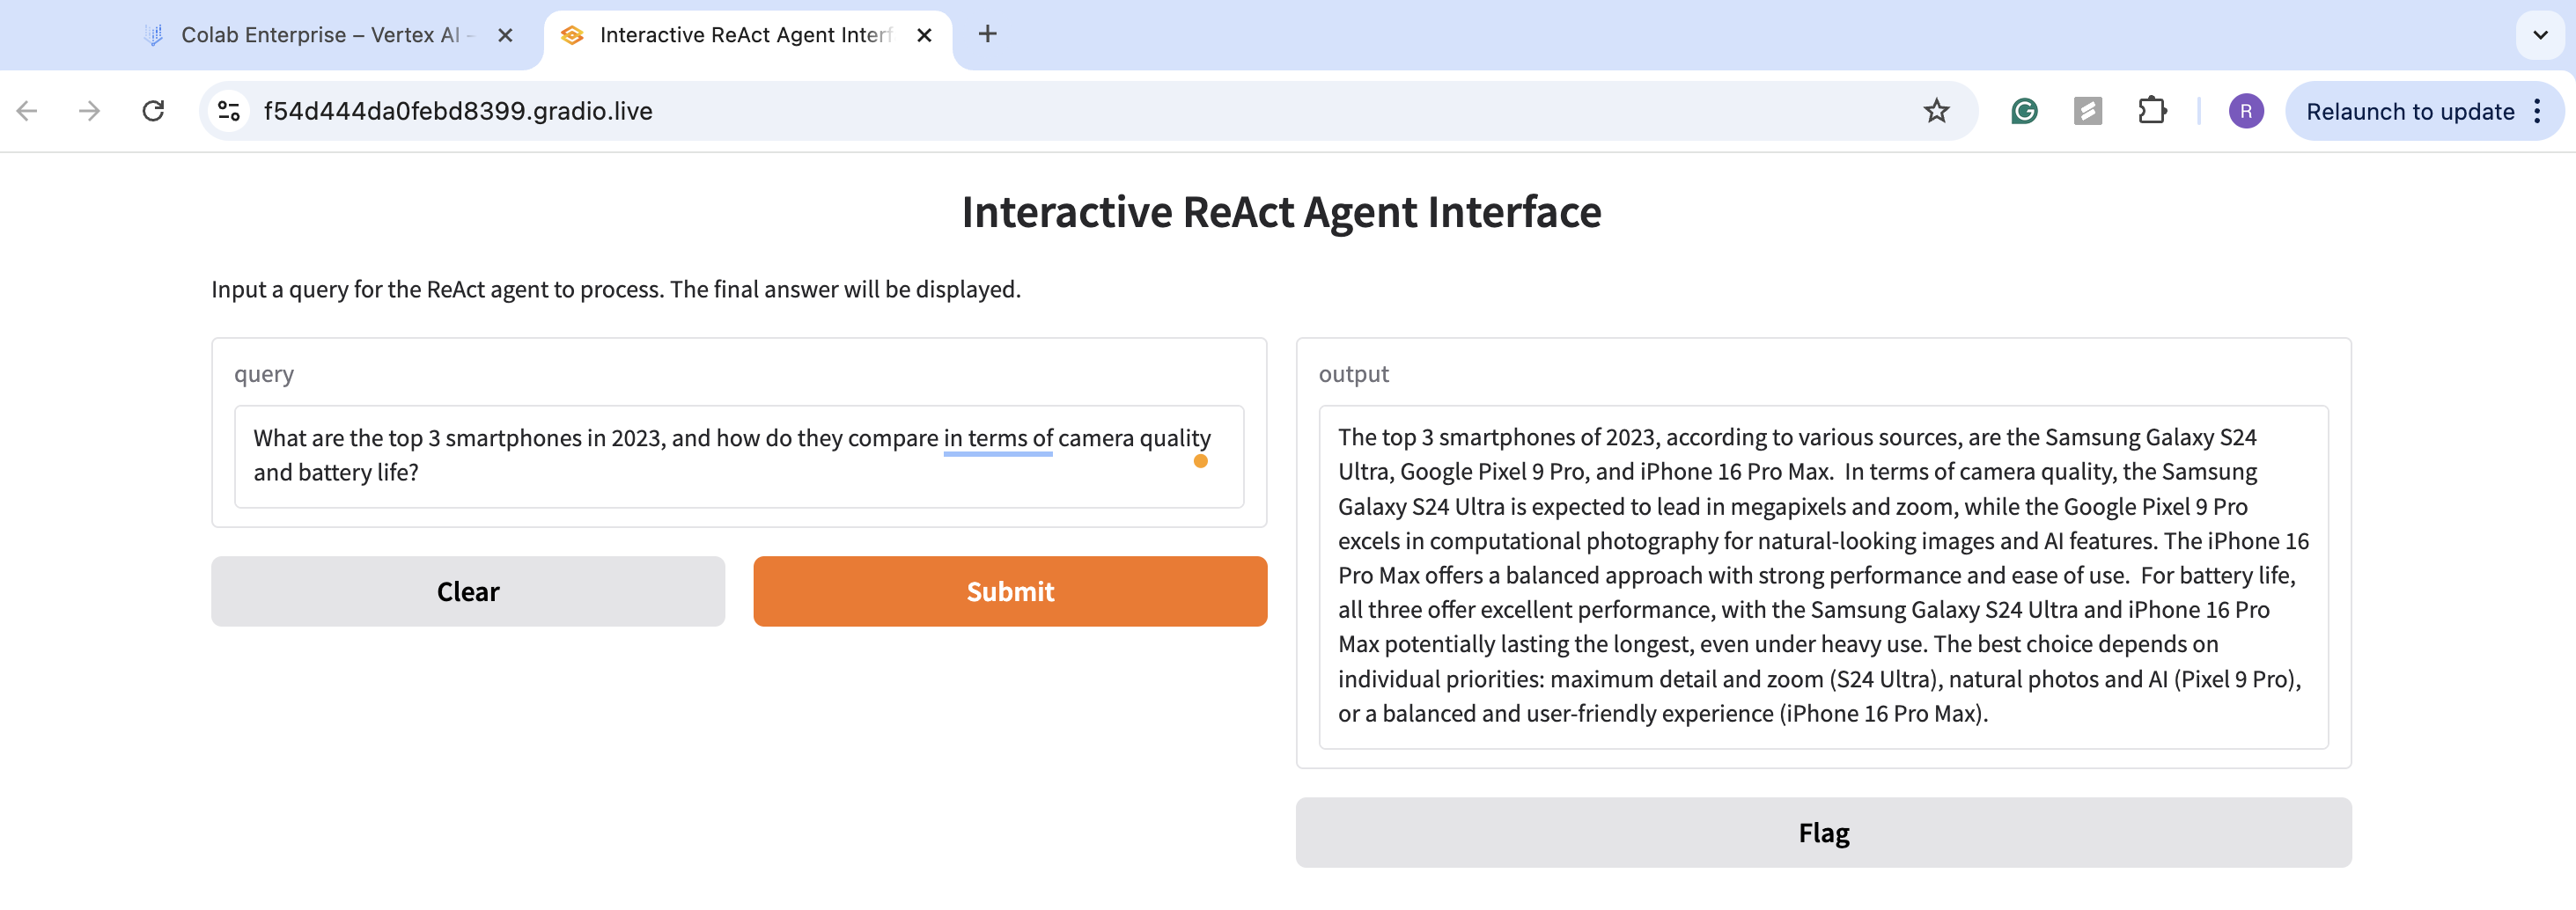 Colab Enterprise – Vertex AI -
Interactive ReAct Agent Interf
f54d444da0febd8399.gradio.live
R
Relaunch to update
Interactive ReAct Agent Interface
Input a query for the ReAct agent to process. The final answer will be displayed.
query
What are the top 3 smartphones in 2023, and how do they compare in terms of camera quality
and battery life?
Clear
Submit
output
The top 3 smartphones of 2023, according to various sources, are the Samsung Galaxy S24
Ultra, Google Pixel 9 Pro, and iPhone 16 Pro Max.  In terms of camera quality, the Samsung
Galaxy S24 Ultra is expected to lead in megapixels and zoom, while the Google Pixel 9 Pro
excels in computational photography for natural-looking images and AI features. The iPhone 16
Pro Max offers a balanced approach with strong performance and ease of use.  For battery life,
all three offer excellent performance, with the Samsung Galaxy S24 Ultra and iPhone 16 Pro
Max potentially lasting the longest, even under heavy use. The best choice depends on
individual priorities: maximum detail and zoom (S24 Ultra), natural photos and AI (Pixel 9 Pro),
or a balanced and user-friendly experience (iPhone 16 Pro Max).
Flag